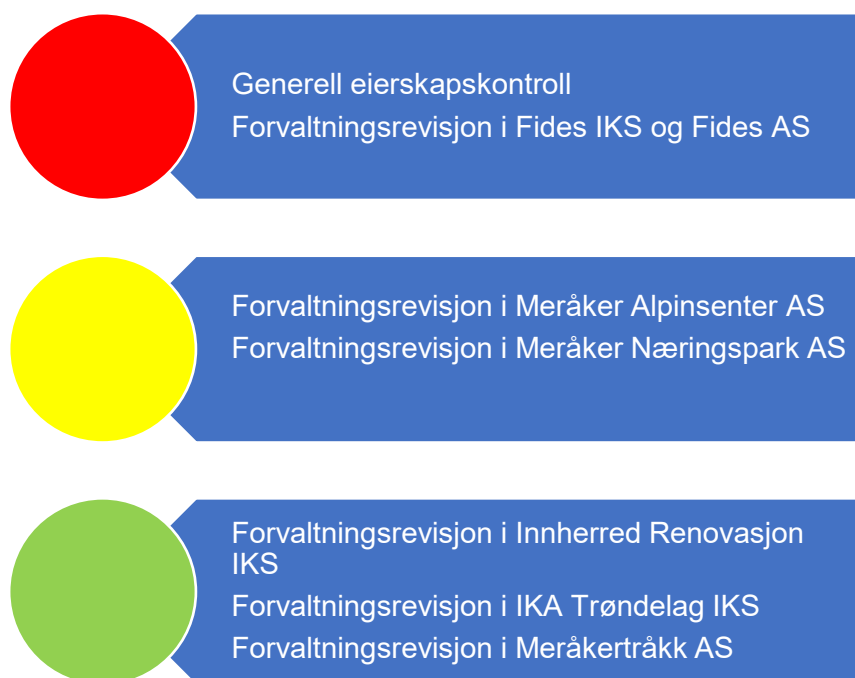 Generell eierskapskontroll
Forvaltningsrevisjon i Fides IKS og Fides AS
Forvaltningsrevisjon i Meråker Alpinsenter AS
Forvaltningsrevisjon i Meråker Næringspark AS
Forvaltningsrevisjon i Innherred Renovasjon
IKS
Forvaltningsrevisjon i IKA Trøndelag IKS
Forvaltningsrevisjon i Meråkertråkk AS